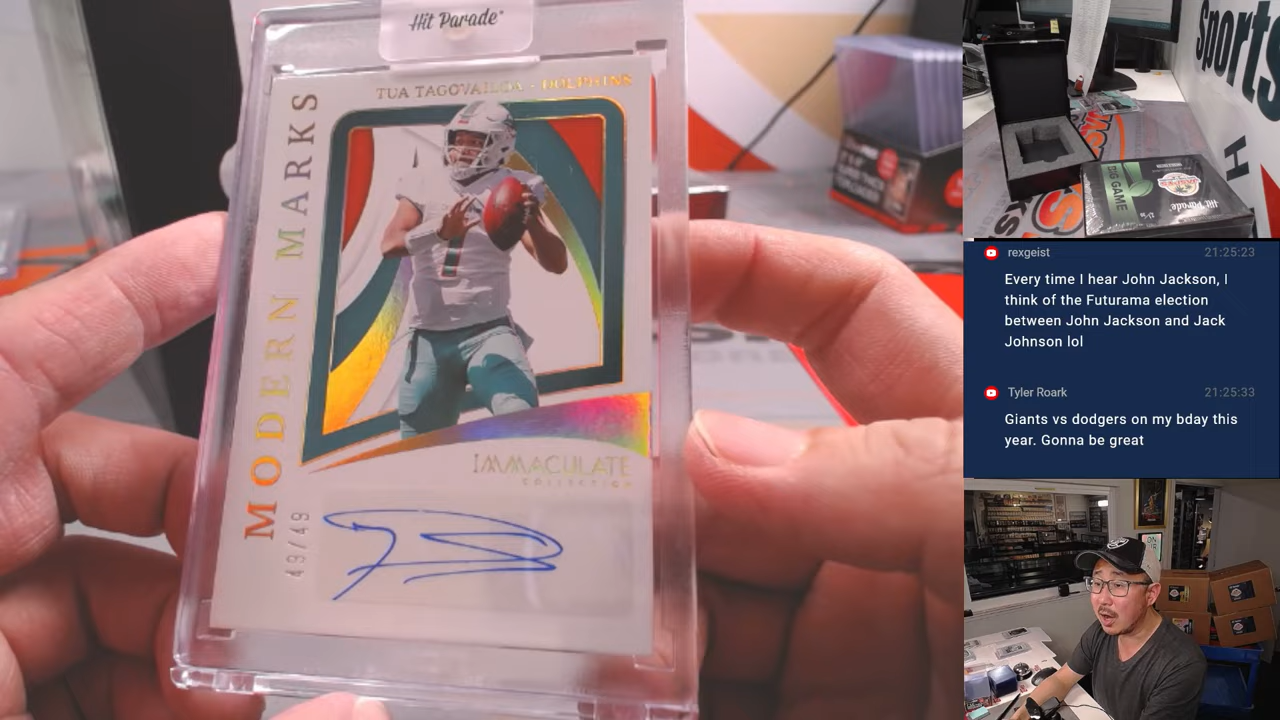 Hit Parade
TUA TAGOVAILOA - DOLPHINS
MODERN MARKS
1
IMMACULATE
COLLECTION
49/49
Sports
BIG GAME
Hit Parade
rexgeist 21:25:23
Every time I hear John Jackson, I
think of the Futurama election
between John Jackson and Jack
Johnson lol
Tyler Roark 21:25:33
Giants vs dodgers on my bday this
year. Gonna be great